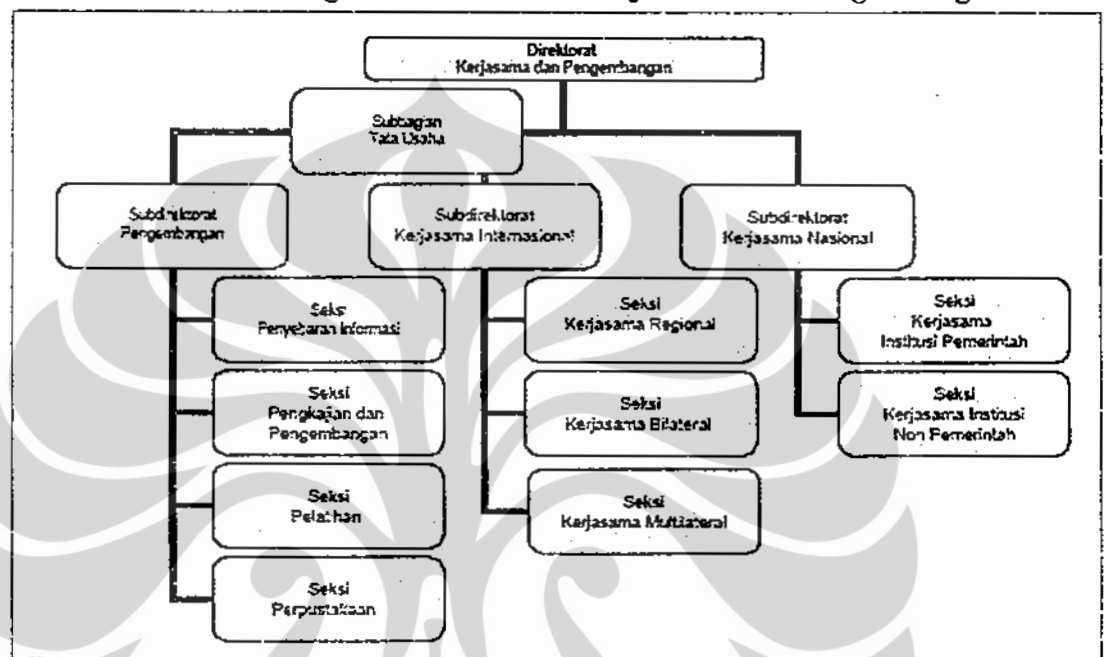 Direktorat
Kerjasama dan Pengembangan
Subbagian
Tata Usaha
Subdirektorat
Pengembangan
Subdirektorat
Kerjasama Internasional
Subdirektorat
Kerjasama Nasional
Seksi
Penyebaran Informasi
Seksi
Kerjasama Regional
Seksi
Kerjasama
Institusi Pemerintah
Seksi
Pengkajian dan
Pengembangan
Seksi
Kerjasama Bilateral
Seksi
Kerjasama Institusi
Non Pemerintah
Seksi
Pelatihan
Seksi
Kerjasama Multilateral
Seksi
Perpustakaan